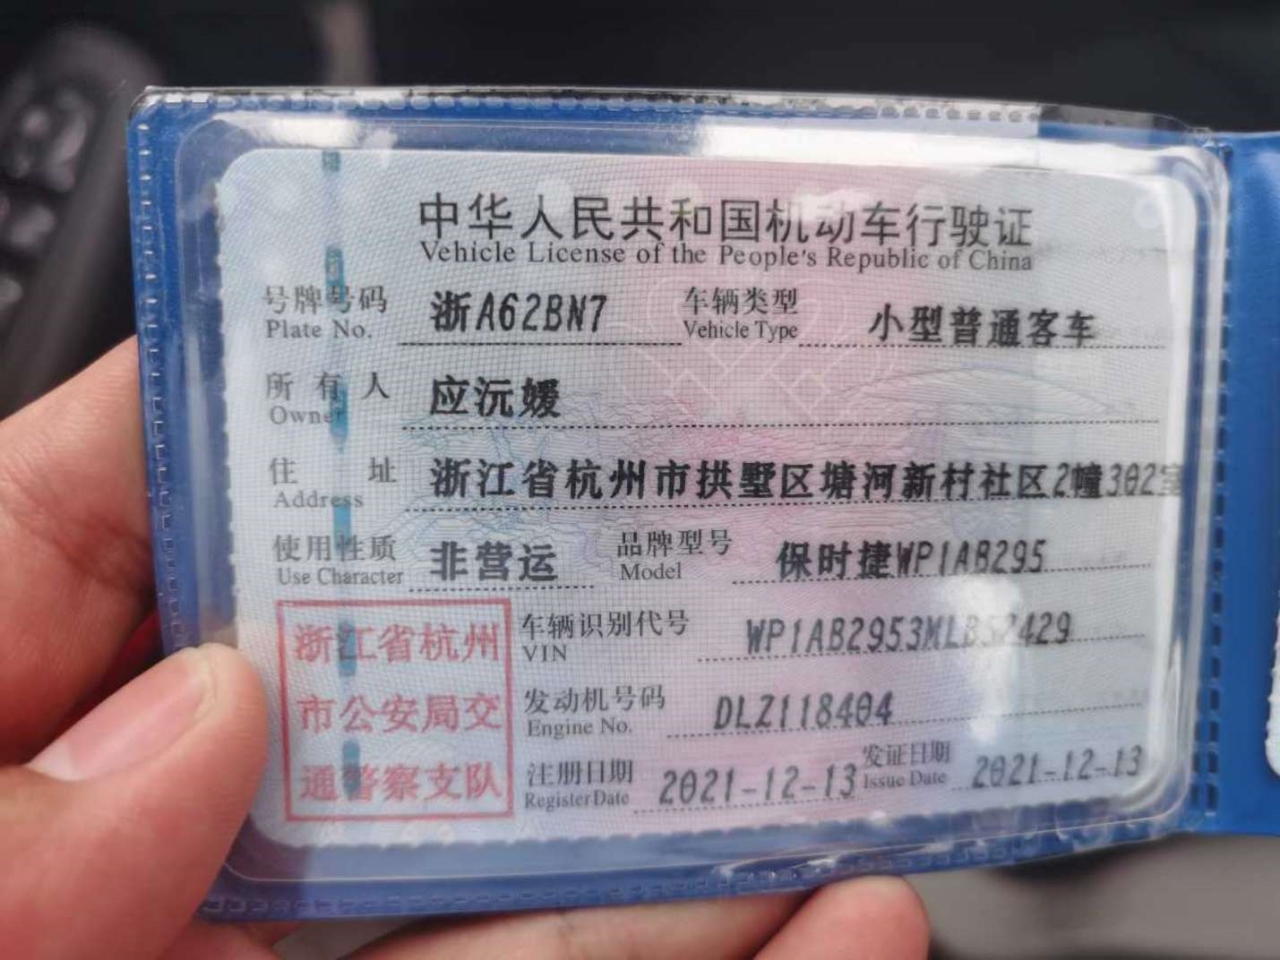 中华人民共和国机动车行驶证
Vehicle License of the People's Republic of China
号牌号码 浙A62BN7 车辆类型 小型普通客车
Plate No. Vehicle Type
所有人 应沅媛
Owner
住址 浙江省杭州市拱墅区塘河新村社区2幢302室
Address
使用性质 非营运 品牌型号 保时捷WP1AB295
Use Character Model
浙江省杭州
市公安局交
通警察支队
车辆识别代号
VIN
发动机号码 DLZ118404
Engine No.
注册日期 2021-12-13 发证日期 2021-12-13
Register Date Issue Date